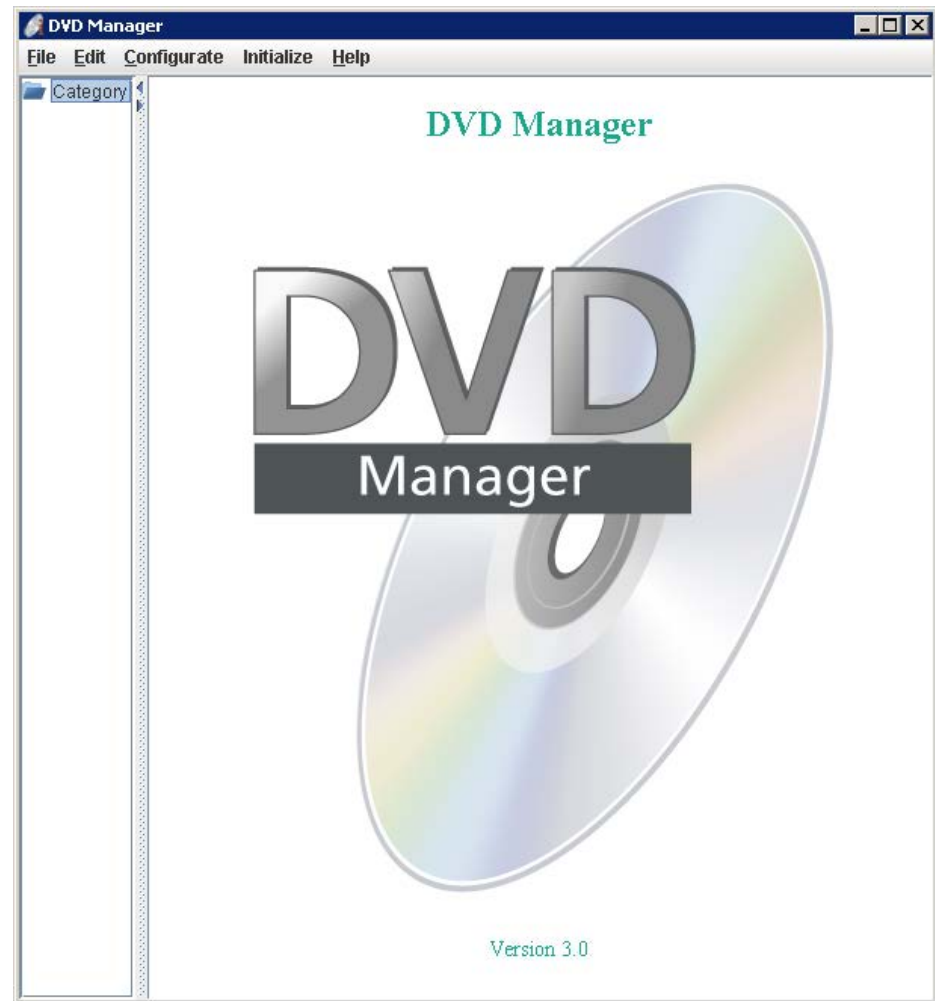 DVD Manager
File Edit Configurate Initialize Help
Category
DVD Manager
DVD
Manager
Version 3.0